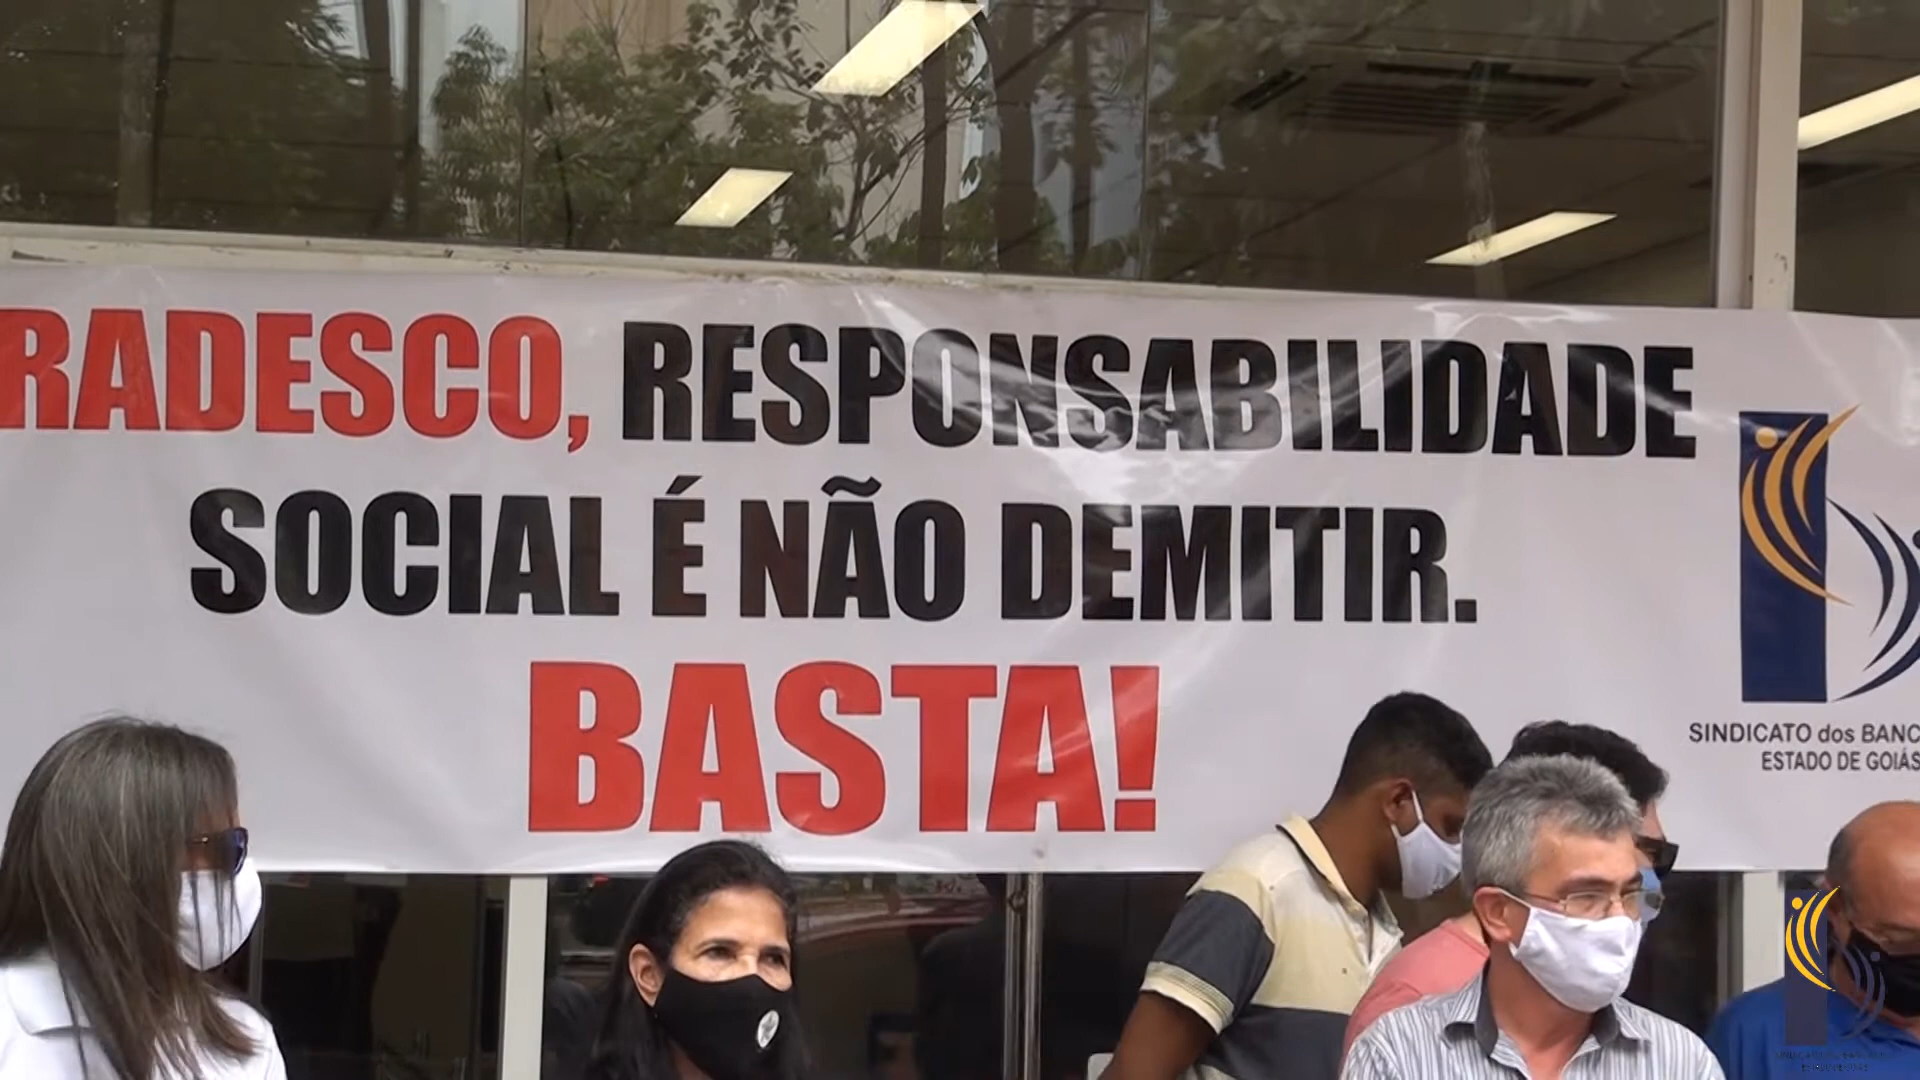 RADESCO, RESPONSABILIDADE
SOCIAL É NÃO DEMITIR.
BASTA!
SINDICATO dos BANC
ESTADO DE GOIÁS